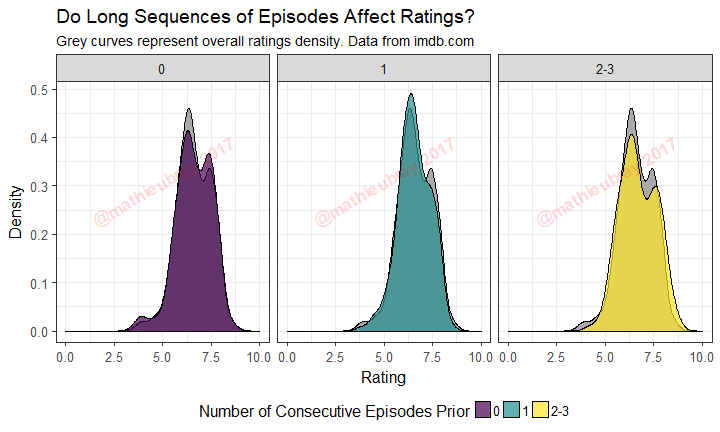 Do Long Sequences of Episodes Affect Ratings?
Grey curves represent overall ratings density. Data from imdb.com
0 1 2-3
0.5
0.4
0.3
0.2
0.1
0.0
Density
0.0 2.5 5.0 7.5 10.0 0.0 2.5 5.0 7.5 10.0 0.0 2.5 5.0 7.5 10.0
Rating
Number of Consecutive Episodes Prior 0 1 2-3